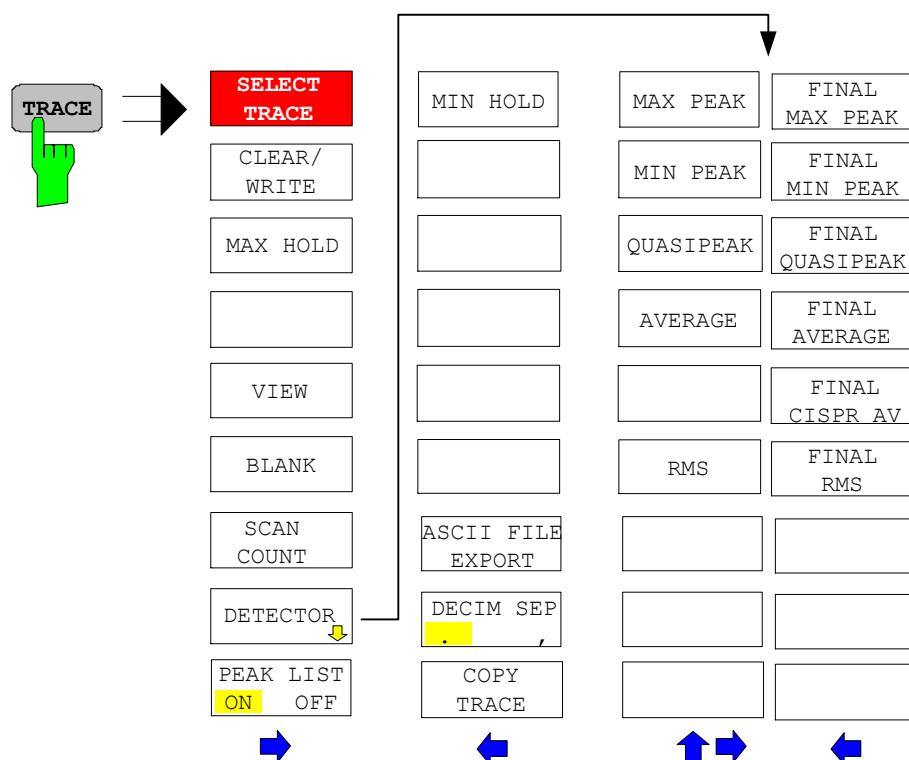 TRACE
SELECT
TRACE
CLEAR/
WRITE
MAX HOLD
VIEW
BLANK
SCAN
COUNT
DETECTOR
PEAK LIST
ON OFF
MIN HOLD
ASCII FILE
EXPORT
DECIM SEP
. ,
COPY
TRACE
MAX PEAK
MIN PEAK
QUASIPEAK
AVERAGE
RMS
FINAL
MAX PEAK
FINAL
MIN PEAK
FINAL
QUASIPEAK
FINAL
AVERAGE
FINAL
CISPR AV
FINAL
RMS